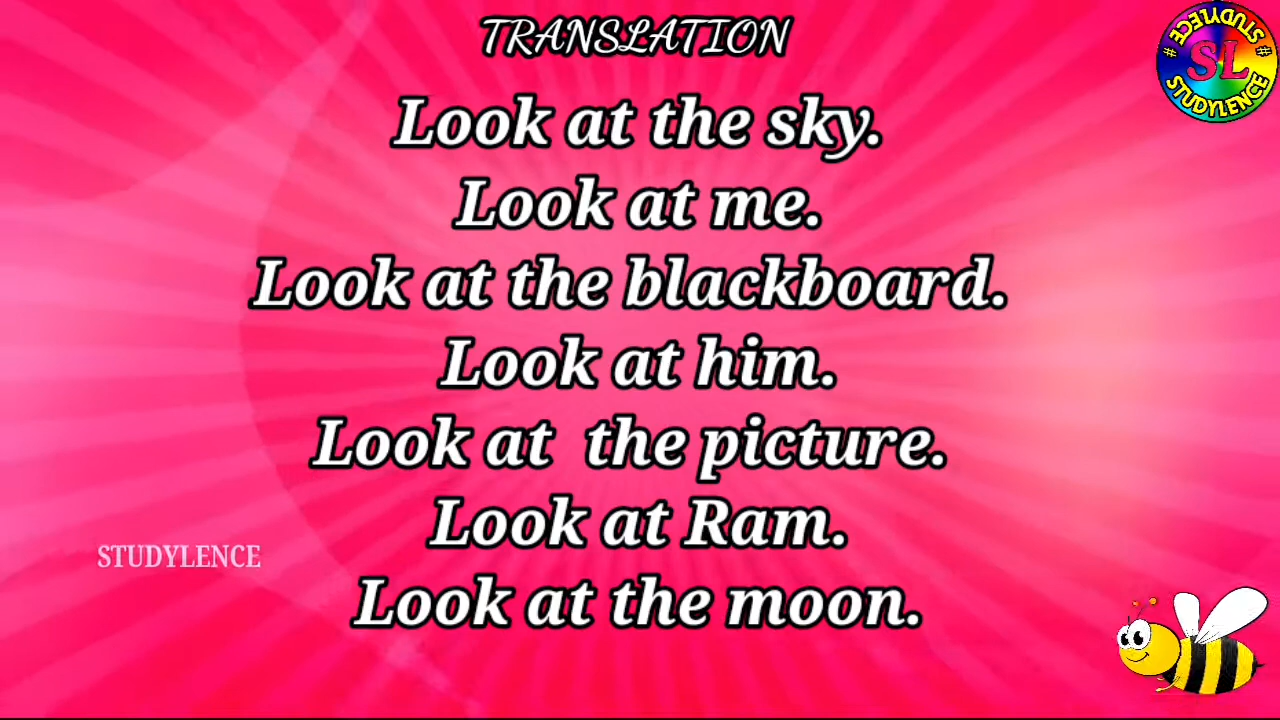 TRANSLATION
Look at the sky.
Look at me.
Look at the blackboard.
Look at him.
Look at  the picture.
Look at Ram.
Look at the moon.
STUDYLENCE
STUDYLECE
# SL #
STUDYLENCE